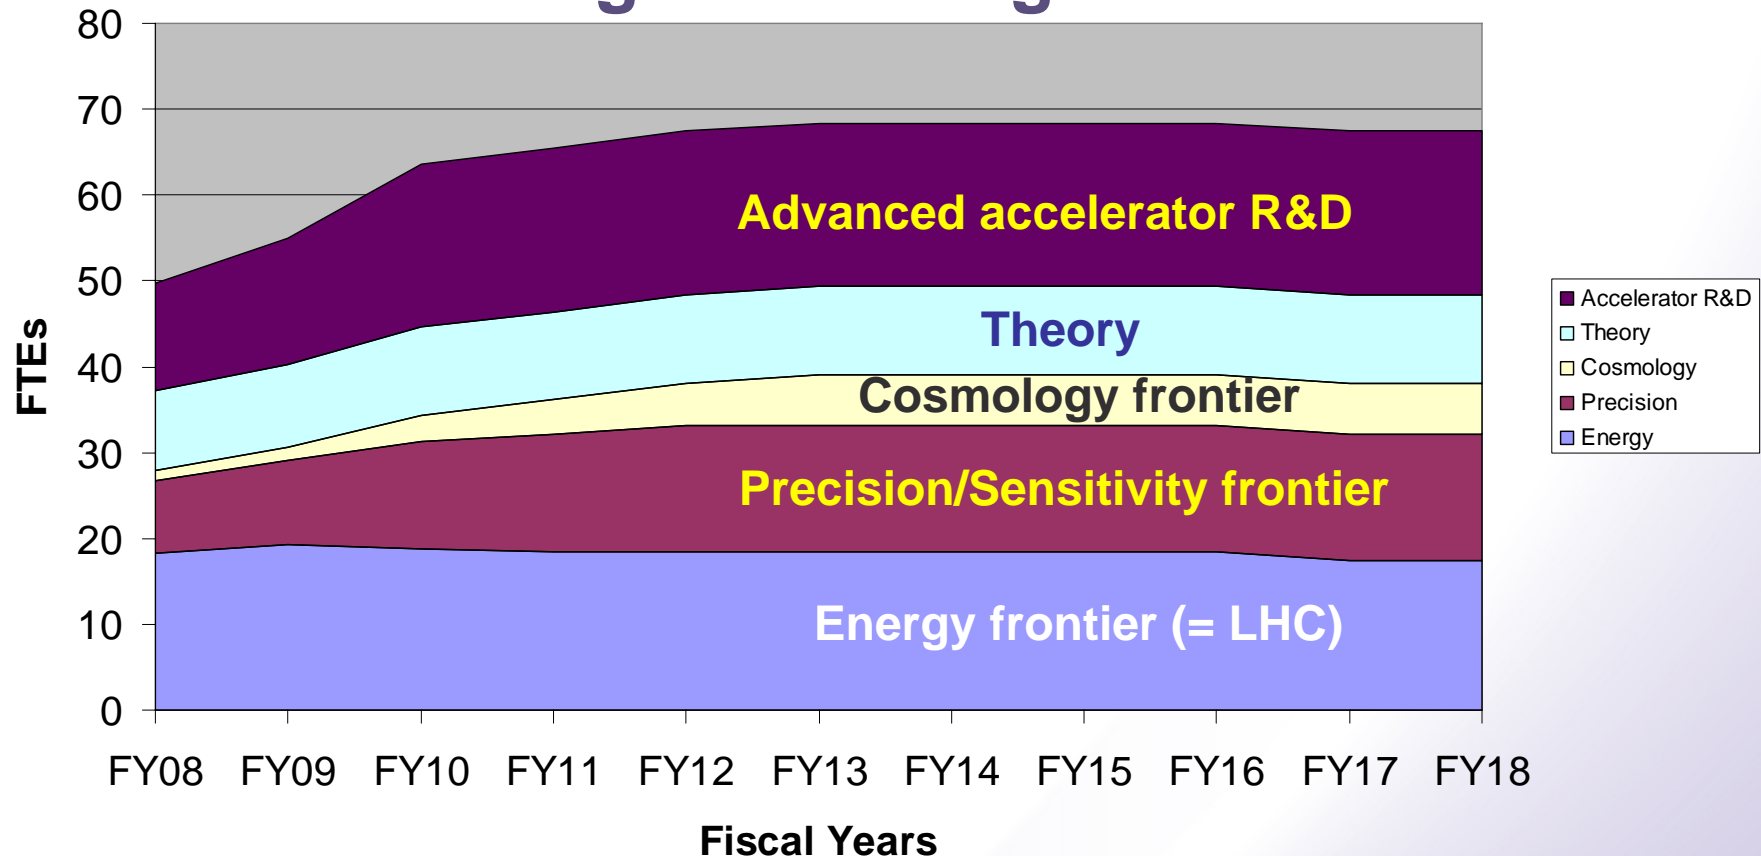 80
70
60
50
40
30
20
10
0
FTEs
Advanced accelerator R&D
Theory
Cosmology frontier
Precision/Sensitivity frontier
Energy frontier (= LHC)
FY08 FY09 FY10 FY11 FY12 FY13 FY14 FY15 FY16 FY17 FY18
Fiscal Years
Accelerator R&D
Theory
Cosmology
Precision
Energy